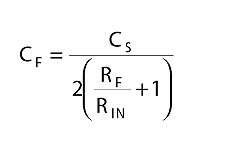 C_F = C_S / 2(R_F / R_IN + 1)